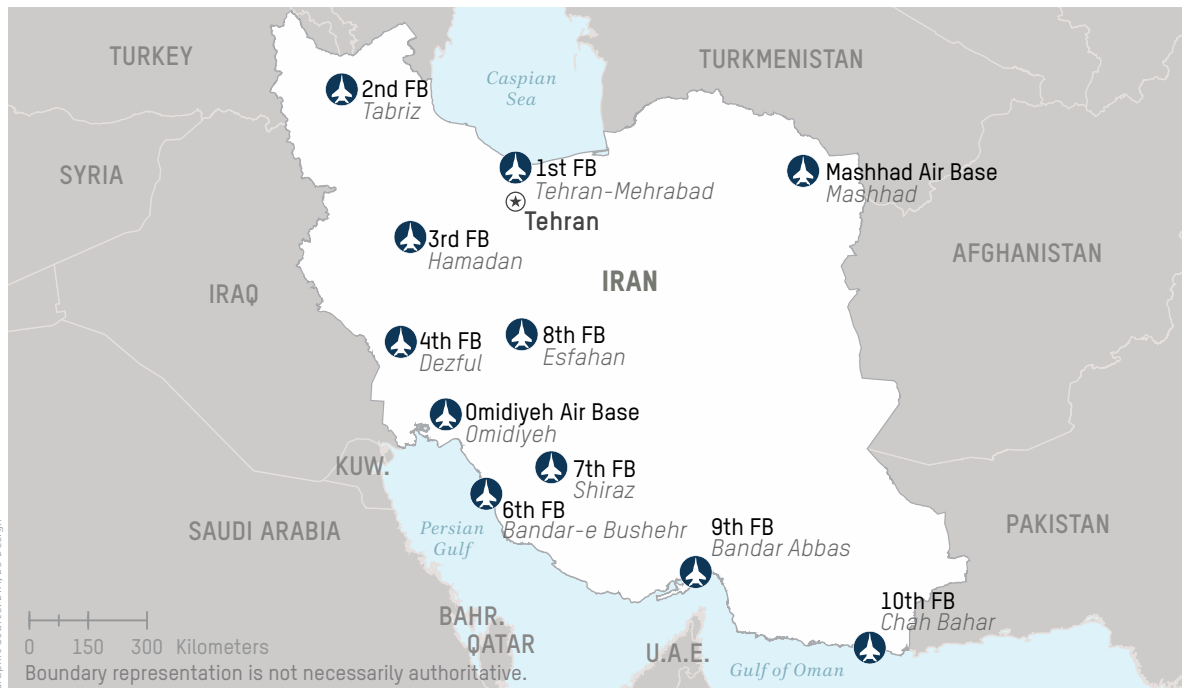 TURKEY
TURKMENISTAN
Caspian
Sea
2nd FB
Tabriz
SYRIA
1st FB
Tehran-Mehrabad
Mashhad Air Base
Mashhad
Tehran
3rd FB
Hamadan
AFGHANISTAN
IRAN
IRAQ
4th FB
Dezful
8th FB
Esfahan
Omidiyeh Air Base
Omidiyeh
KUW.
7th FB
Shiraz
6th FB
Bandar-e Bushehr
SAUDI ARABIA
Persian
Gulf
9th FB
Bandar Abbas
PAKISTAN
10th FB
Chah Bahar
BAHR.
QATAR
U.A.E.
Gulf of Oman
0 150 300 Kilometers
Boundary representation is not necessarily authoritative.